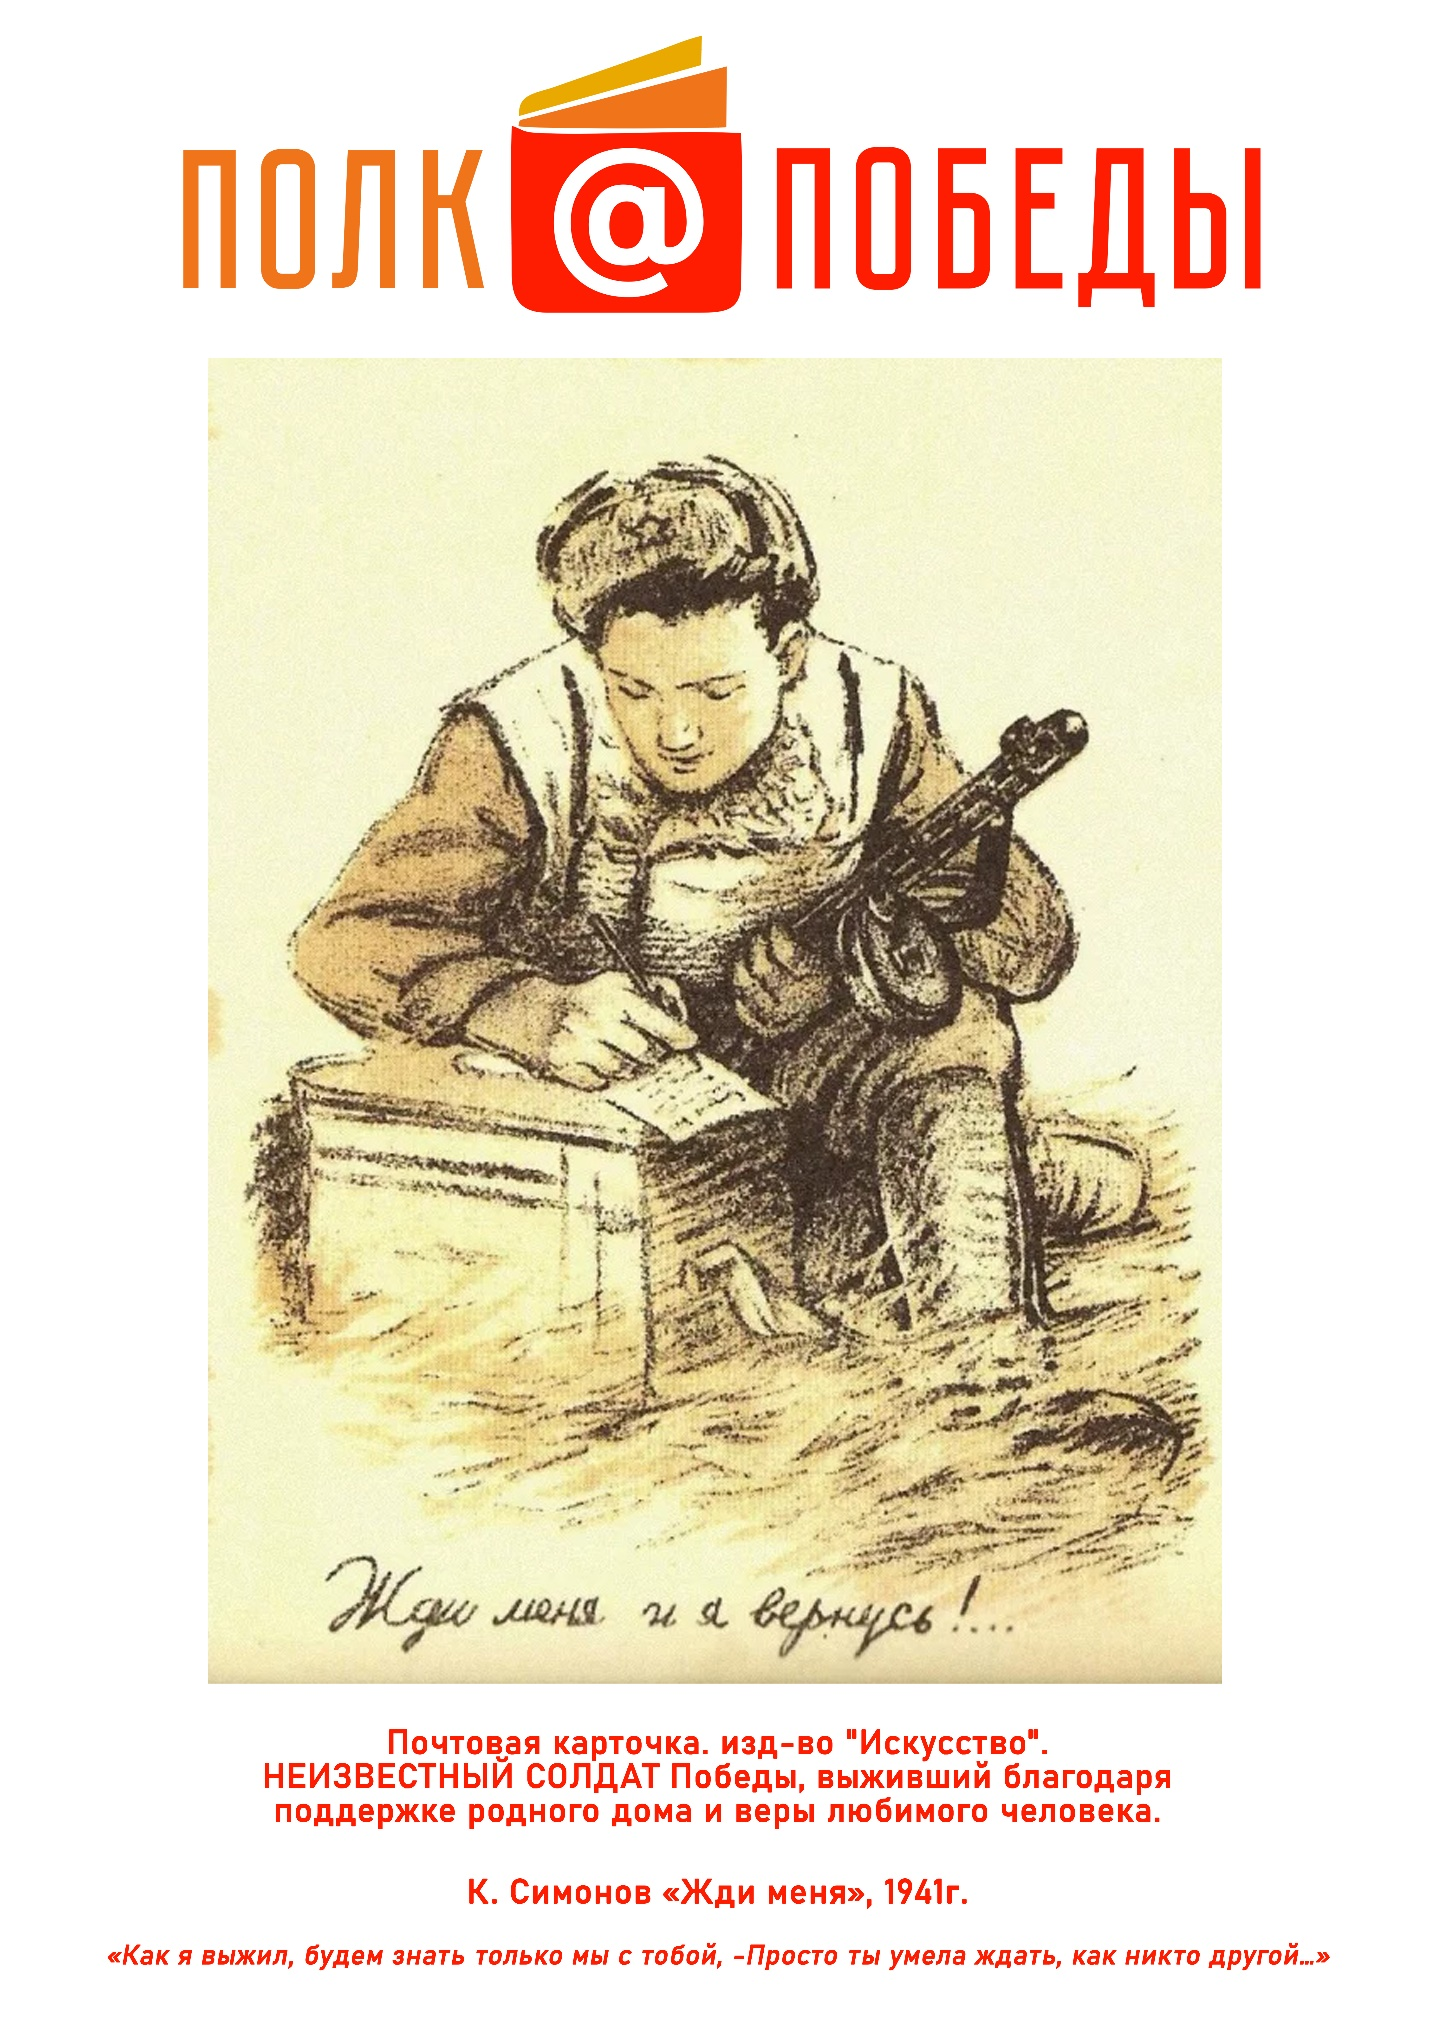 ПОЛК@ПОБЕДЫ
Жди меня и я вернусь!....
Почтовая карточка. изд-во "Искусство".
НЕИЗВЕСТНЫЙ СОЛДАТ Победы, выживший благодаря
поддержке родного дома и веры любимого человека.
К. Симонов «Жди меня», 1941г.
«Как я выжил, будем знать только мы с тобой, -Просто ты умела ждать, как никто другой...»